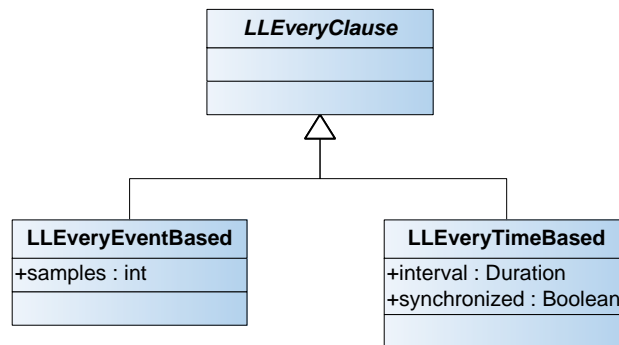 LLEveryClause
LLEveryEventBased
+samples : int
LLEveryTimeBased
+interval : Duration
+synchronized : Boolean